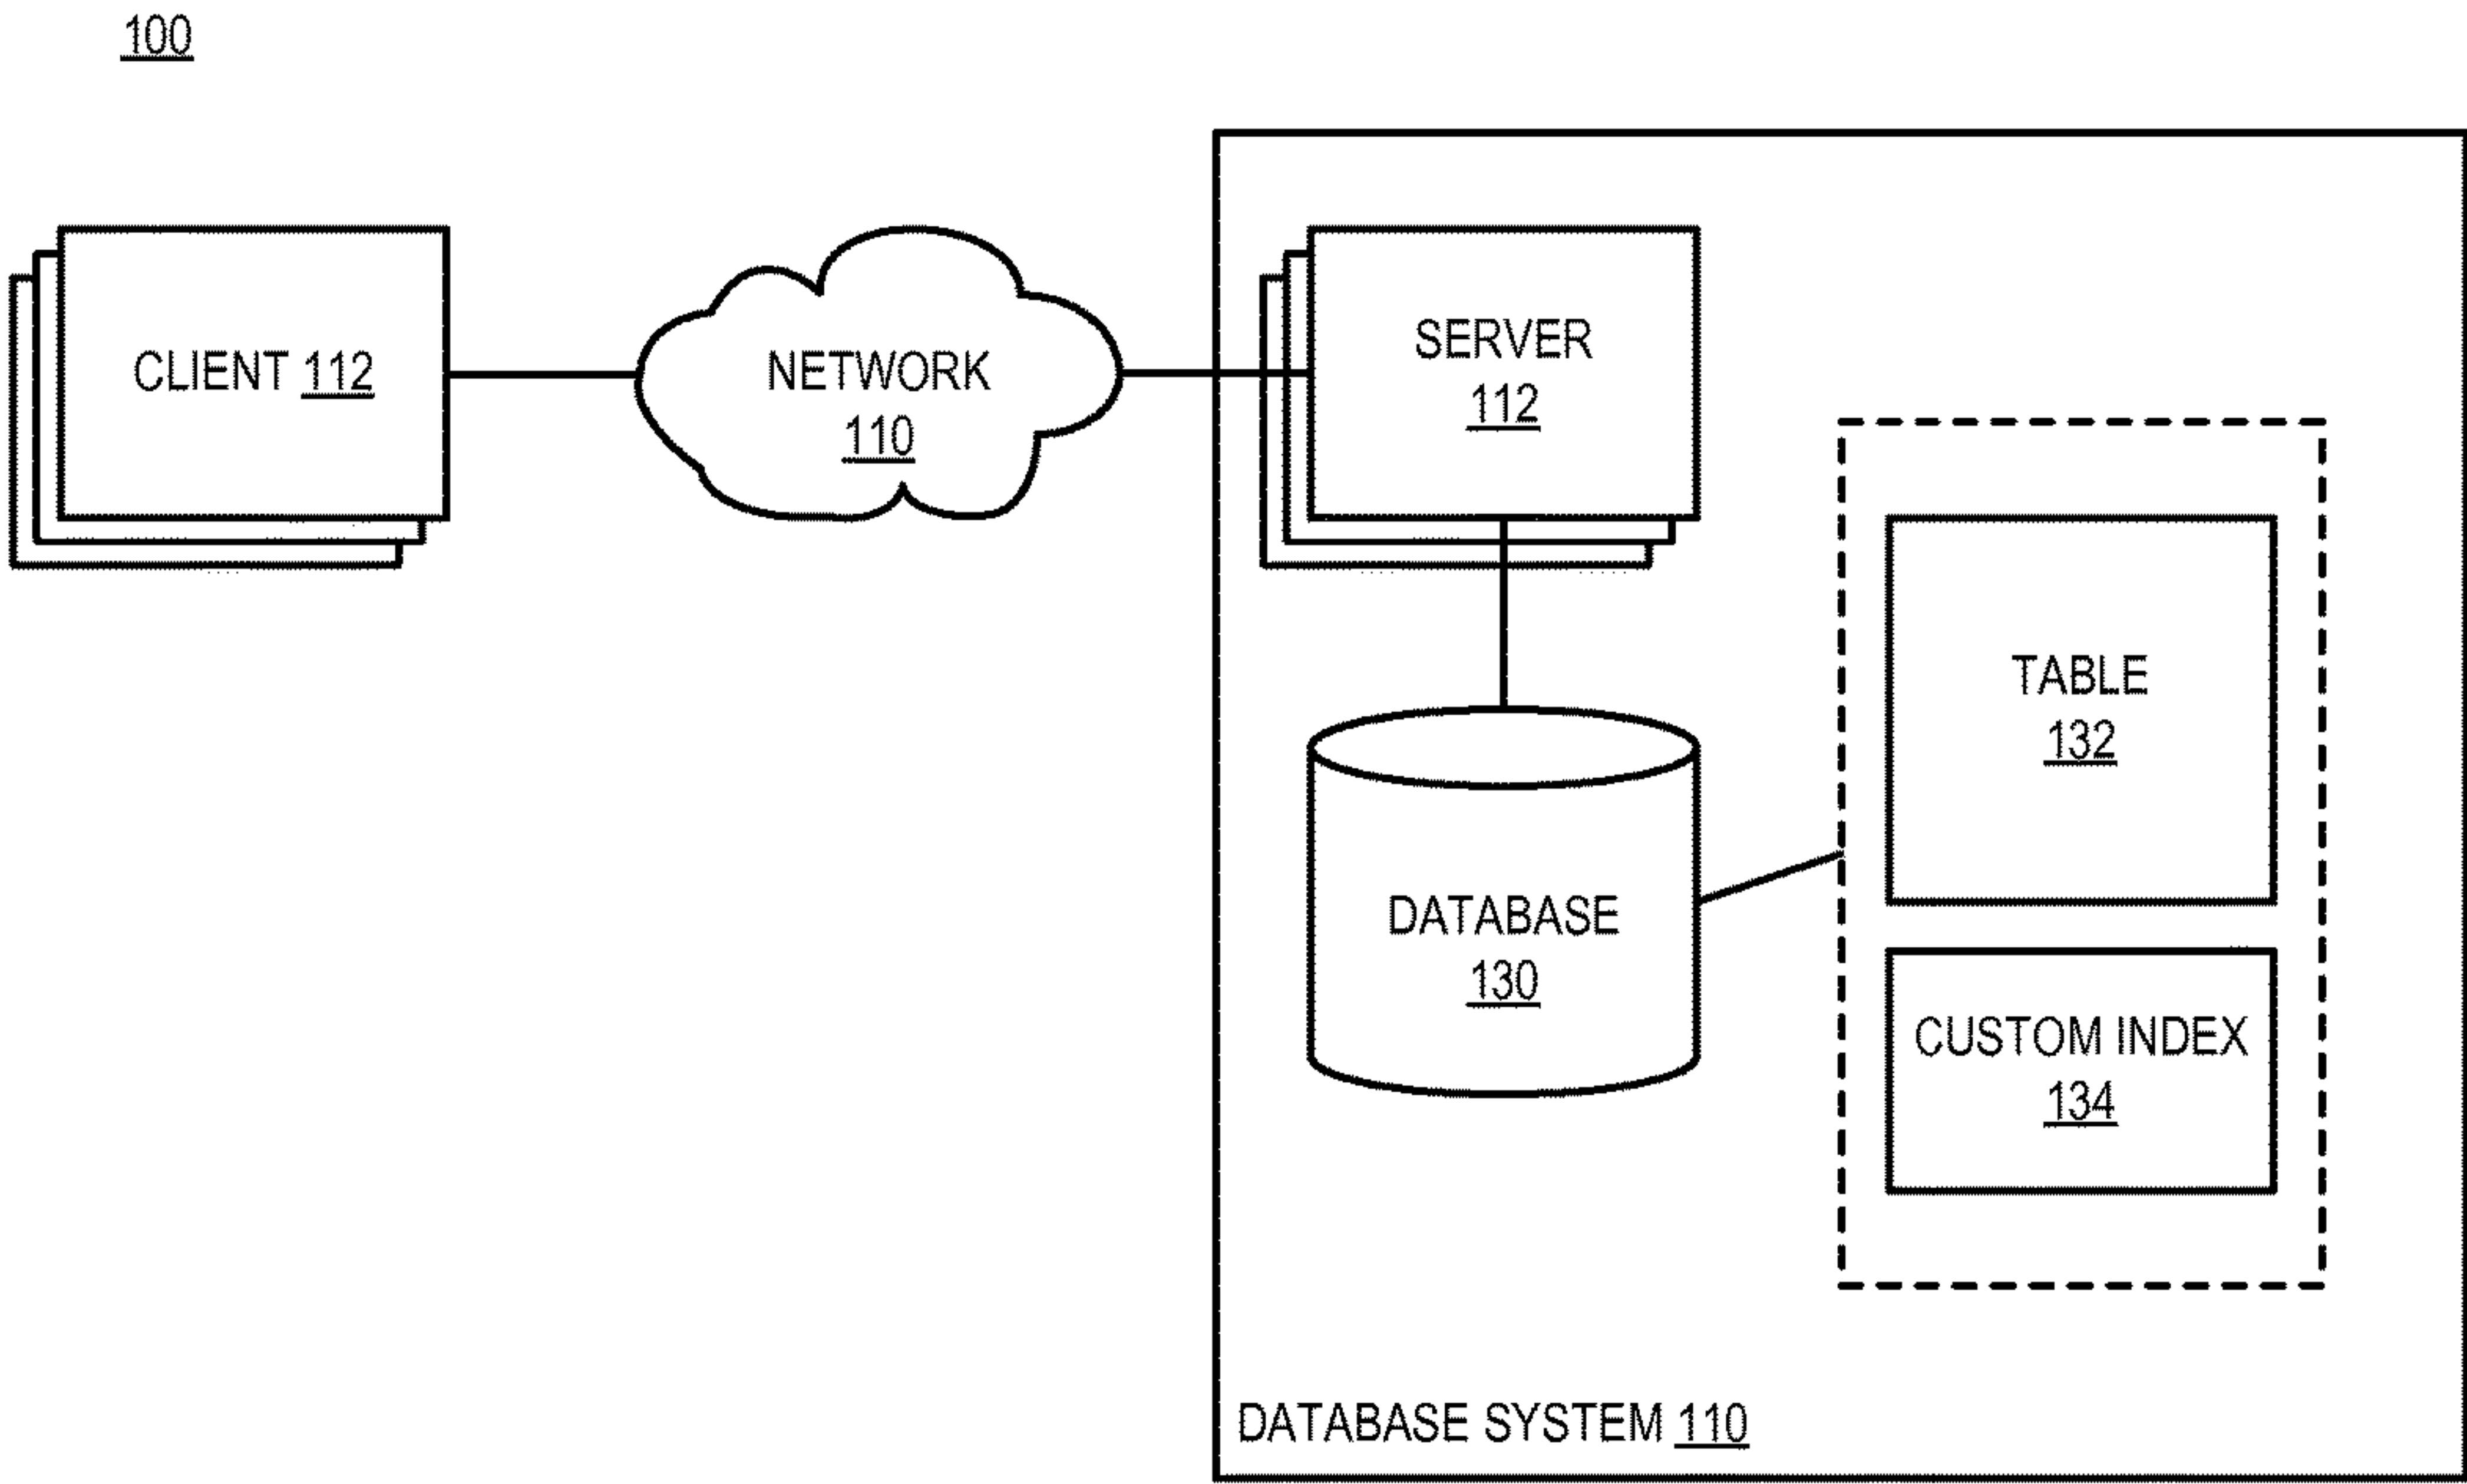 100
CLIENT 112
NETWORK
110
SERVER
112
TABLE
132
DATABASE
130
CUSTOM INDEX
134
DATABASE SYSTEM 110